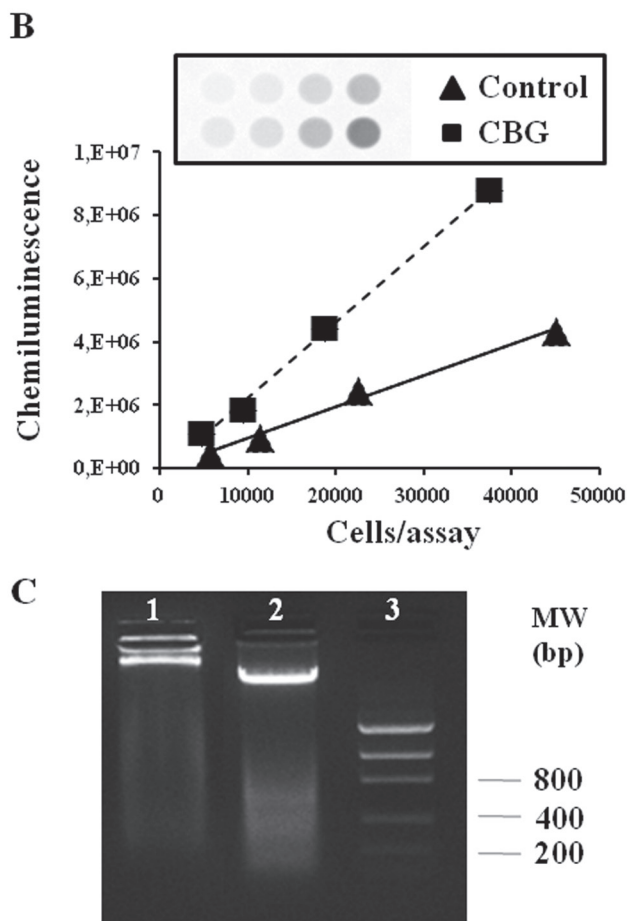 B
Control
CBG
Chemiluminescence
1,E+07
8,E+06
6,E+06
4,E+06
2,E+06
0,E+00
0 10000 20000 30000 40000 50000
Cells/assay
C
1 2 3
MW
(bp)
800
400
200